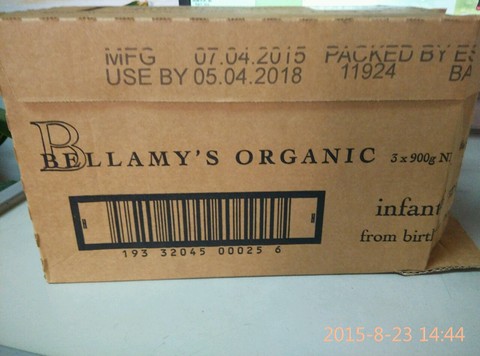 MFG 07.04.2015 PACKED BY
USE BY 05.04.2018 11924 BA
B
BELLAMY'S ORGANIC 3 x 900g
infant
from birth
193 32045 00025 6
2015-8-23 14:44